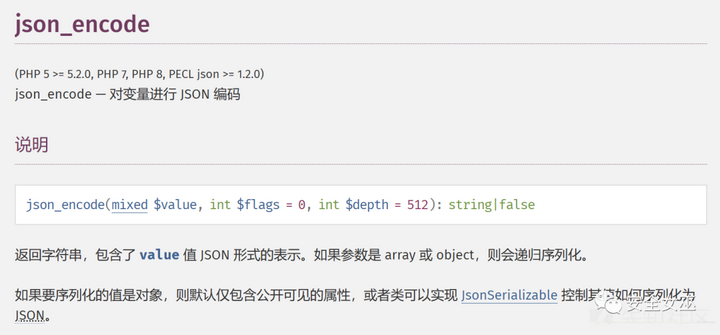 json_encode
(PHP 5 >= 5.2.0, PHP 7, PHP 8, PECL json >= 1.2.0)
json_encode — 对变量进行 JSON 编码
说明
json_encode(mixed $value, int $flags = 0, int $depth = 512): string|false
返回字符串，包含了 value 值 JSON 形式的表示。如果参数是 array 或 object，则会递归序列化。
如果要序列化的值是对象，则默认仅包含公开可见的属性，或者类可以实现 JsonSerializable 控制其值如何序列化为
JSON。
安全女巫